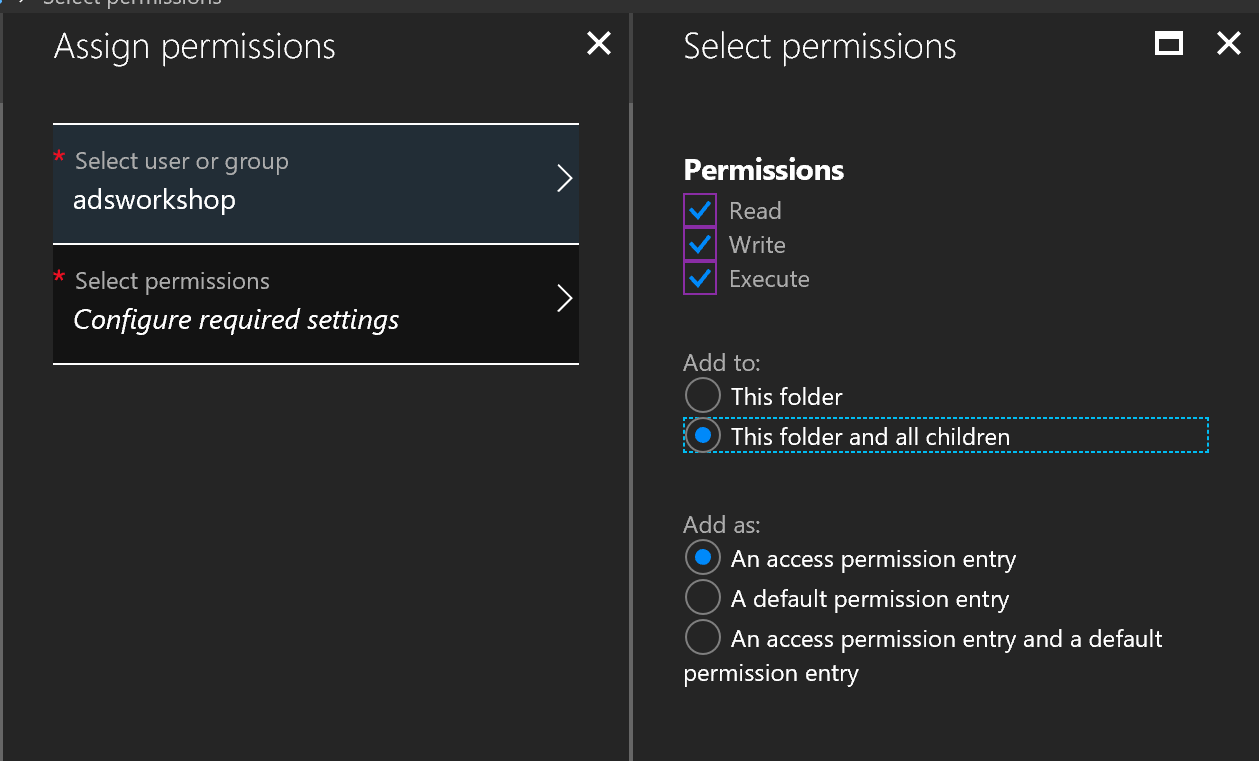 Select permissions
Assign permissions
* Select user or group
adsworkshop
* Select permissions
Configure required settings
Select permissions
Permissions
Read
Write
Execute
Add to:
This folder
This folder and all children
Add as:
An access permission entry
A default permission entry
An access permission entry and a default
permission entry